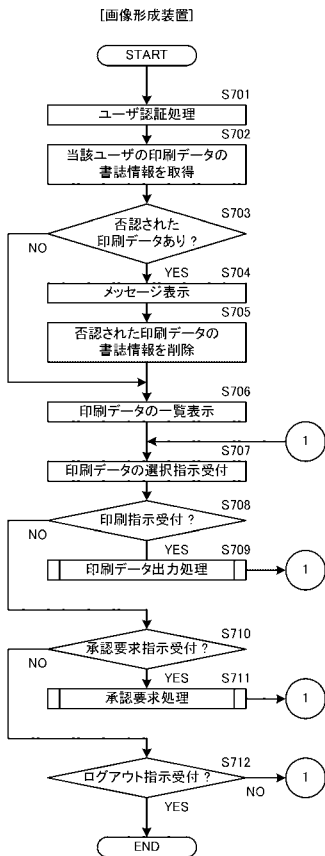 [画像形成装置]
START
S701
ユーザ認証処理
S702
当該ユーザの印刷データの
書誌情報を取得
S703
否認された
印刷データあり？
NO
YES
S704
メッセージ表示
S705
否認された印刷データの
書誌情報を削除
S706
印刷データの一覧表示
1
S707
印刷データの選択指示受付
S708
印刷指示受付？
NO
YES
S709
印刷データ出力処理
1
S710
承認要求指示受付？
NO
YES
S711
承認要求処理
1
S712
ログアウト指示受付？
NO
1
YES
END